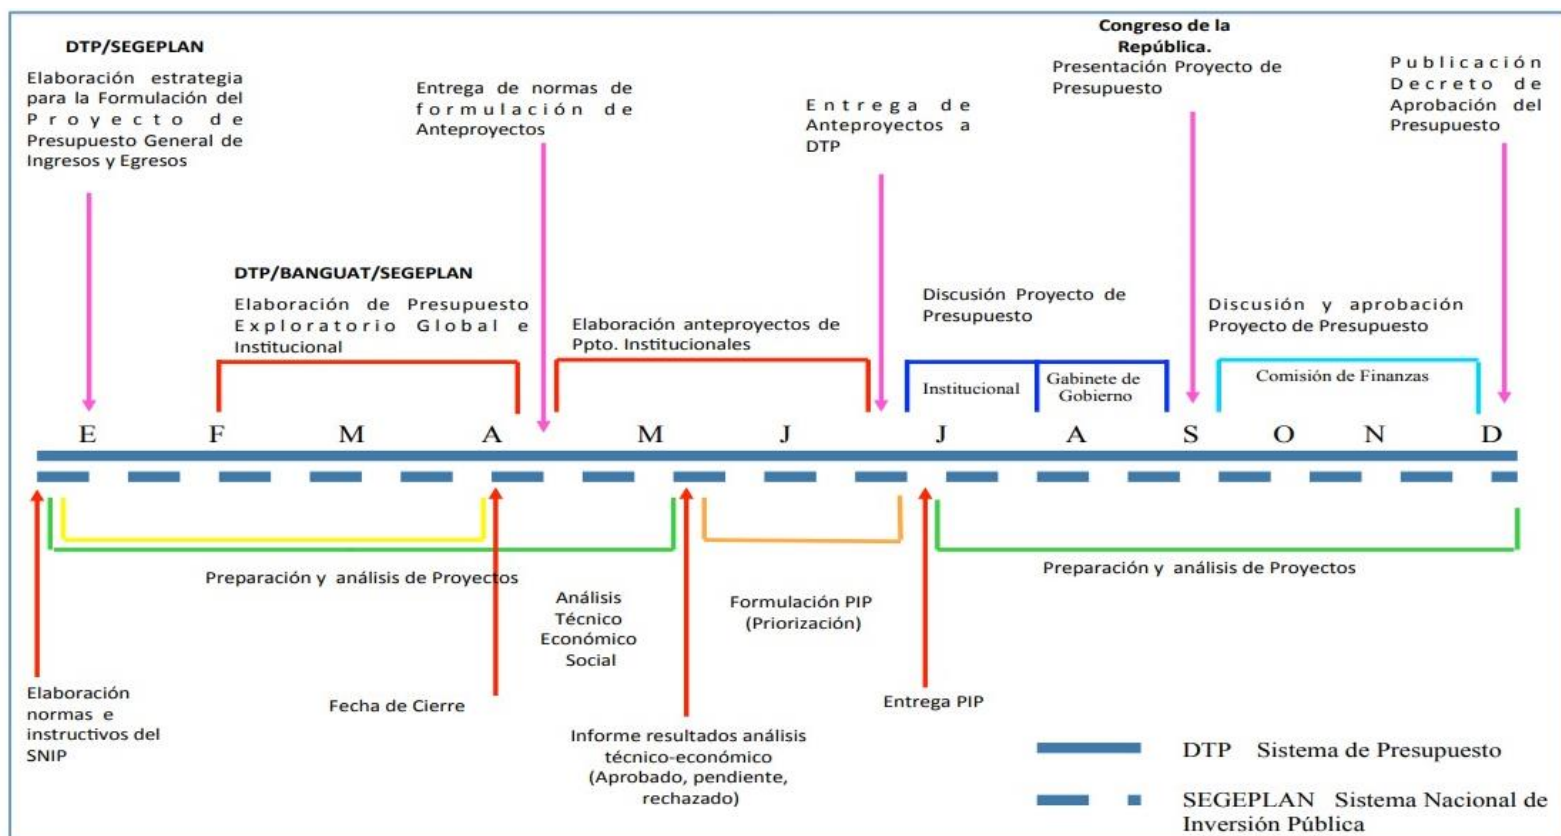 DTP/SEGEPLAN
Elaboración estrategia
para la Formulación del
Proyecto de
Presupuesto General de
Ingresos y Egresos
Entrega de normas de
formulación de
Anteproyectos
Entrega de
Anteproyectos a
DTP
Congreso de la
República.
Presentación Proyecto de
Presupuesto
Publicación
Decreto de
Aprobación del
Presupuesto
DTP/BANGUAT/SEGEPLAN
Elaboración de Presupuesto
Exploratorio Global e
Institucional
Elaboración anteproyectos de
Ppto. Institucionales
Discusión Proyecto de
Presupuesto
Institucional
Gabinete de
Gobierno
Discusión y aprobación
Proyecto de Presupuesto
Comisión de Finanzas
E F M A M J J A S O N D
Preparación y análisis de Proyectos
Análisis
Técnico
Económico
Social
Formulación PIP
(Priorización)
Preparación y análisis de Proyectos
Elaboración
normas e
instructivos del
SNIP
Fecha de Cierre
Informe resultados análisis
técnico-económico
(Aprobado, pendiente,
rechazado)
Entrega PIP
DTP Sistema de Presupuesto
SEGEPLAN Sistema Nacional de
Inversión Pública